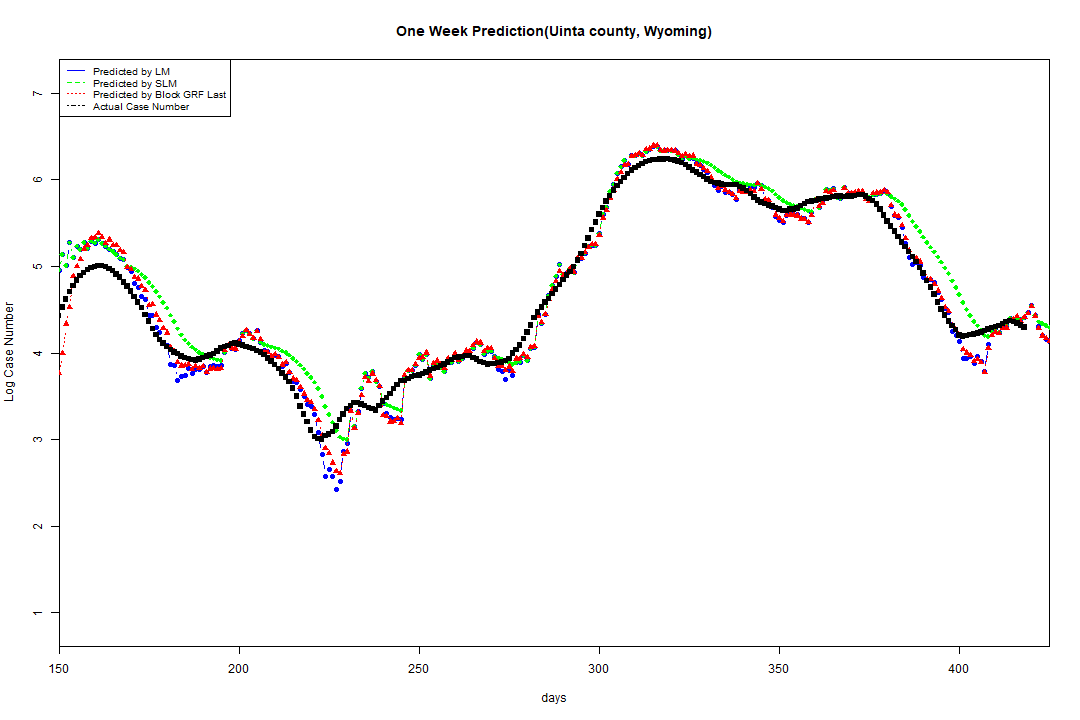 One Week Prediction(Uinta county, Wyoming)
Predicted by LM
Predicted by SLM
Predicted by Block GRF Last
Actual Case Number
Log Case Number
7
6
5
4
3
2
1
150 200 250 300 350 400
days